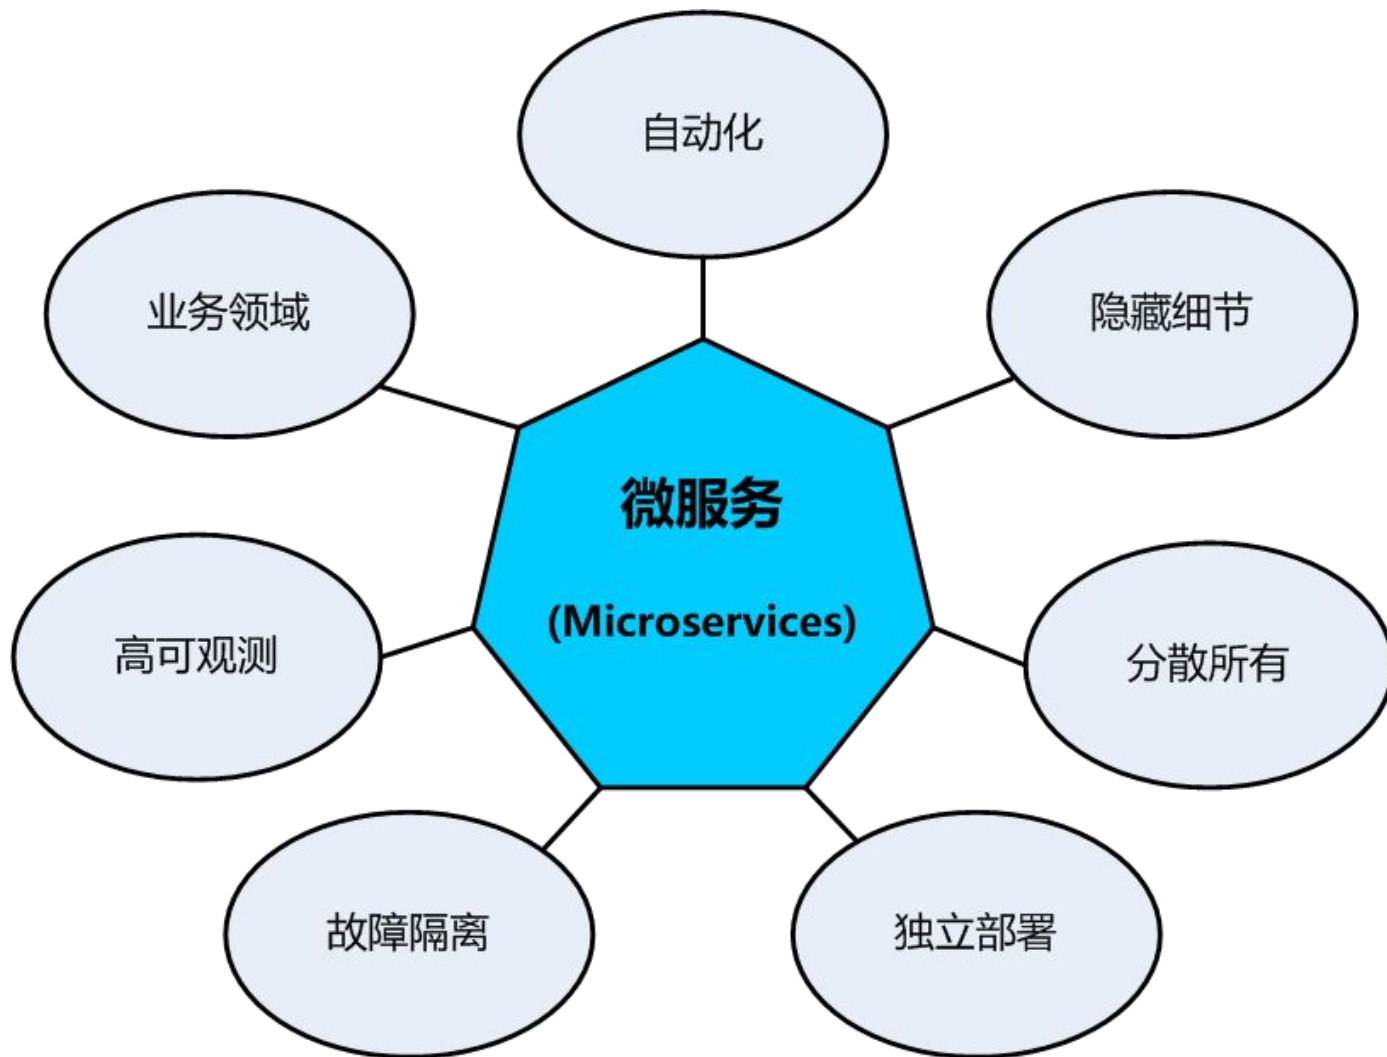 自动化
业务领域
隐藏细节
微服务
(Microservices)
高可观测
分散所有
故障隔离
独立部署